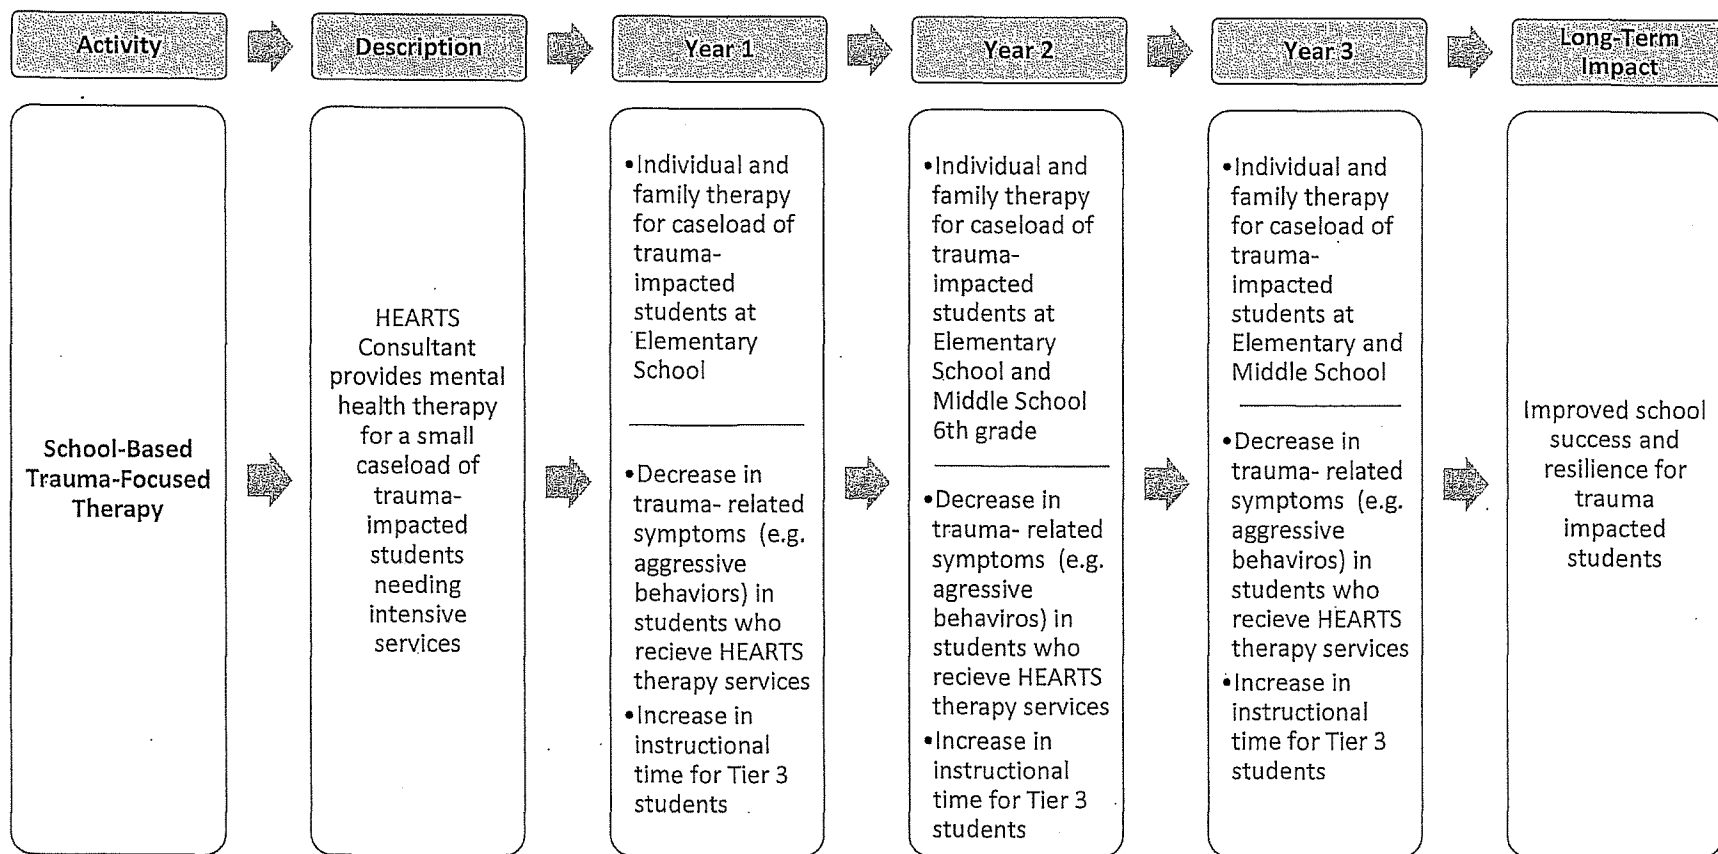 Activity
Description
Year 1
Year 2
Year 3
Long-Term
Impact
School-Based
Trauma-Focused
Therapy
HEARTS
Consultant
provides mental
health therapy
for a small
caseload of
trauma-
impacted
students
needing
intensive
services
•Individual and
family therapy
for caseload of
trauma-
impacted
students at
Elementary
School
•Decrease in
trauma- related
symptoms (e.g.
aggressive
behaviors) in
students who
recieve HEARTS
therapy services
•Increase in
instructional
time for Tier 3
students
•Individual and
family therapy
for caseload of
trauma-
impacted
students at
Elementary
School and
Middle School
6th grade
•Decrease in
trauma- related
symptoms (e.g.
agressive
behaviros) in
students who
recieve HEARTS
therapy services
•Increase in
instructional
time for Tier 3
students
•Individual and
family therapy
for caseload of
trauma-
impacted
students at
Elementary and
Middle School
•Decrease in
trauma- related
symptoms (e.g.
aggressive
behaviros) in
students who
recieve HEARTS
therapy services
•Increase in
instructional
time for Tier 3
students
Improved school
success and
resilience for
trauma
impacted
students